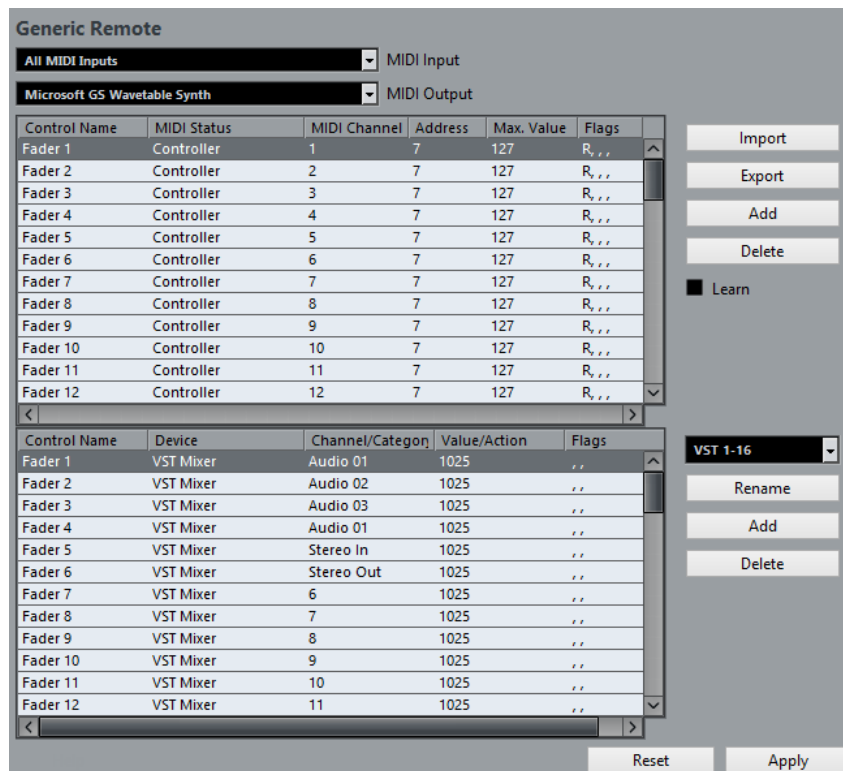 Generic Remote
All MIDI Inputs MIDI Input
Microsoft GS Wavetable Synth MIDI Output
Control Name MIDI Status MIDI Channel Address Max. Value Flags
Fader 1 Controller 1 7 127 R, , ,
Fader 2 Controller 2 7 127 R, , ,
Fader 3 Controller 3 7 127 R, , ,
Fader 4 Controller 4 7 127 R, , ,
Fader 5 Controller 5 7 127 R, , ,
Fader 6 Controller 6 7 127 R, , ,
Fader 7 Controller 7 7 127 R, , ,
Fader 8 Controller 8 7 127 R, , ,
Fader 9 Controller 9 7 127 R, , ,
Fader 10 Controller 10 7 127 R, , ,
Fader 11 Controller 11 7 127 R, , ,
Fader 12 Controller 12 7 127 R, , ,
Import
Export
Add
Delete
Learn
Control Name Device Channel/Categor Value/Action Flags
Fader 1 VST Mixer Audio 01 1025 , ,
Fader 2 VST Mixer Audio 02 1025 , ,
Fader 3 VST Mixer Audio 03 1025 , ,
Fader 4 VST Mixer Audio 01 1025 , ,
Fader 5 VST Mixer Stereo In 1025 , ,
Fader 6 VST Mixer Stereo Out 1025 , ,
Fader 7 VST Mixer 6 1025 , ,
Fader 8 VST Mixer 7 1025 , ,
Fader 9 VST Mixer 8 1025 , ,
Fader 10 VST Mixer 9 1025 , ,
Fader 11 VST Mixer 10 1025 , ,
Fader 12 VST Mixer 11 1025 , ,
VST 1-16
Rename
Add
Delete
Reset Apply